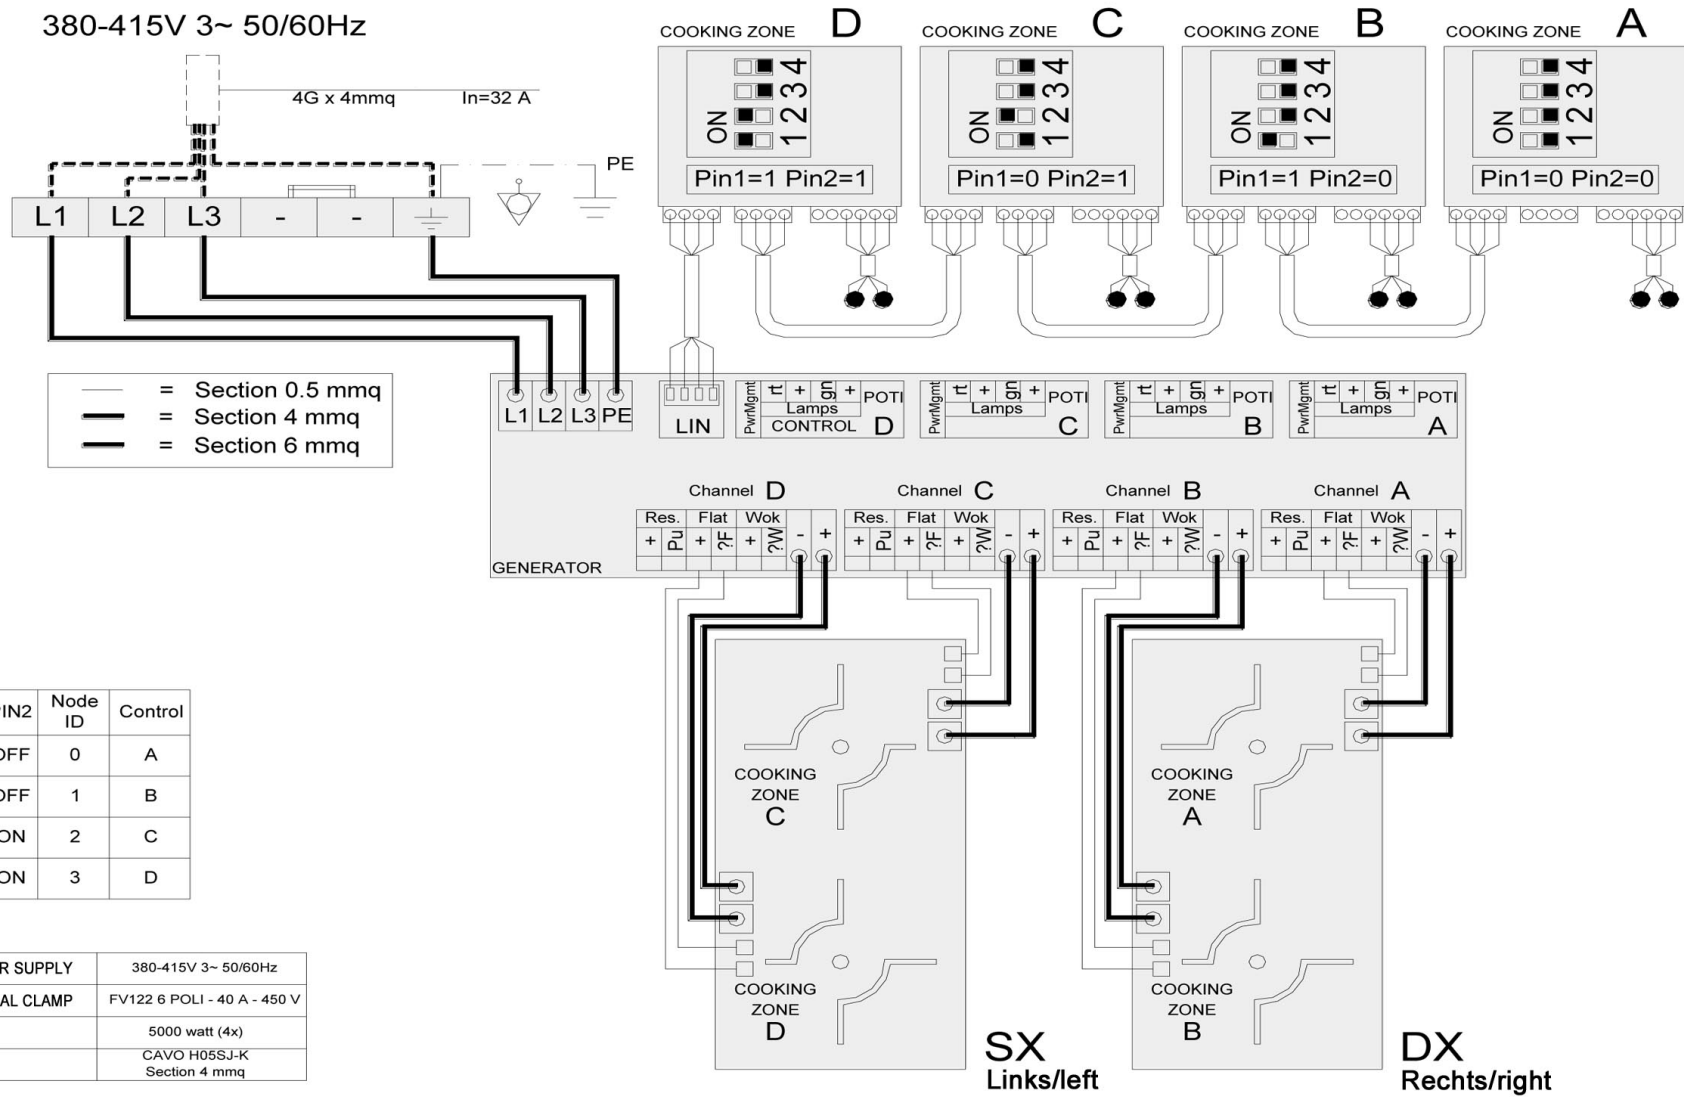 380-415V 3~ 50/60Hz
4G x 4mmq In=32 A
PE
L1 L2 L3 - -
COOKING ZONE D
ON
1 2 3 4
Pin1=1 Pin2=1
COOKING ZONE C
ON
1 2 3 4
Pin1=0 Pin2=1
COOKING ZONE B
ON
1 2 3 4
Pin1=1 Pin2=0
COOKING ZONE A
ON
1 2 3 4
Pin1=0 Pin2=0
= Section 0.5 mmq
= Section 4 mmq
= Section 6 mmq
L1 L2 L3 PE
LIN
PwrMgmt rt + gn + POTI
Lamps
CONTROL D
PwrMgmt rt + gn + POTI
Lamps
C
PwrMgmt rt + gn + POTI
Lamps
B
PwrMgmt rt + gn + POTI
Lamps
A
Channel D
Res. Flat Wok
+ Pu + ?F + ?W - +
Channel C
Res. Flat Wok
+ Pu + ?F + ?W - +
Channel B
Res. Flat Wok
+ Pu + ?F + ?W - +
Channel A
Res. Flat Wok
+ Pu + ?F + ?W - +
GENERATOR
COOKING
ZONE
C
COOKING
ZONE
D
SX
Links/left
COOKING
ZONE
A
COOKING
ZONE
B
DX
Rechts/right
PIN2 Node ID Control
OFF 0 A
OFF 1 B
ON 2 C
ON 3 D
R SUPPLY 380-415V 3~ 50/60Hz
AL CLAMP FV122 6 POLI - 40 A - 450 V
5000 watt (4x)
CAVO H05SJ-K
Section 4 mmq